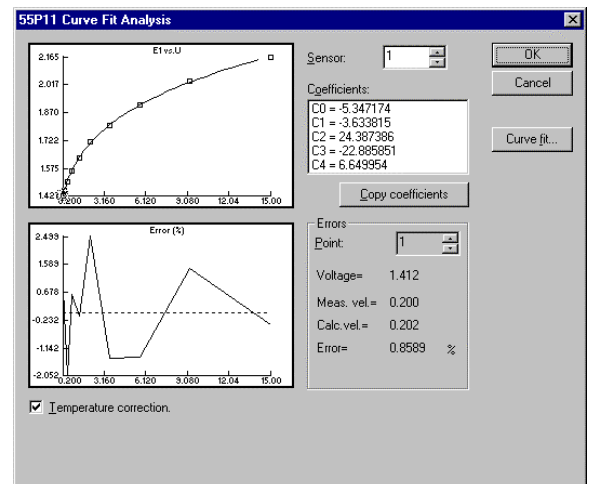 55P11 Curve Fit Analysis
E1 vs.U
2.165
2.017
1.870
1.722
1.575
1.427
0.200 3.160 6.120 9.080 12.04 15.00
Error (%)
2.493
1.583
0.678
-0.232
-1.142
-2.052
0.200 3.160 6.120 9.080 12.04 15.00
Temperature correction.
Sensor: 1
Coefficients:
C0 = -5.347174
C1 = -3.633815
C2 = 24.387386
C3 = -22.885851
C4 = 6.649954
Copy coefficients
Errors
Point: 1
Voltage= 1.412
Meas. vel.= 0.200
Calc.vel.= 0.202
Error= 0.8589 %
OK
Cancel
Curve fit...